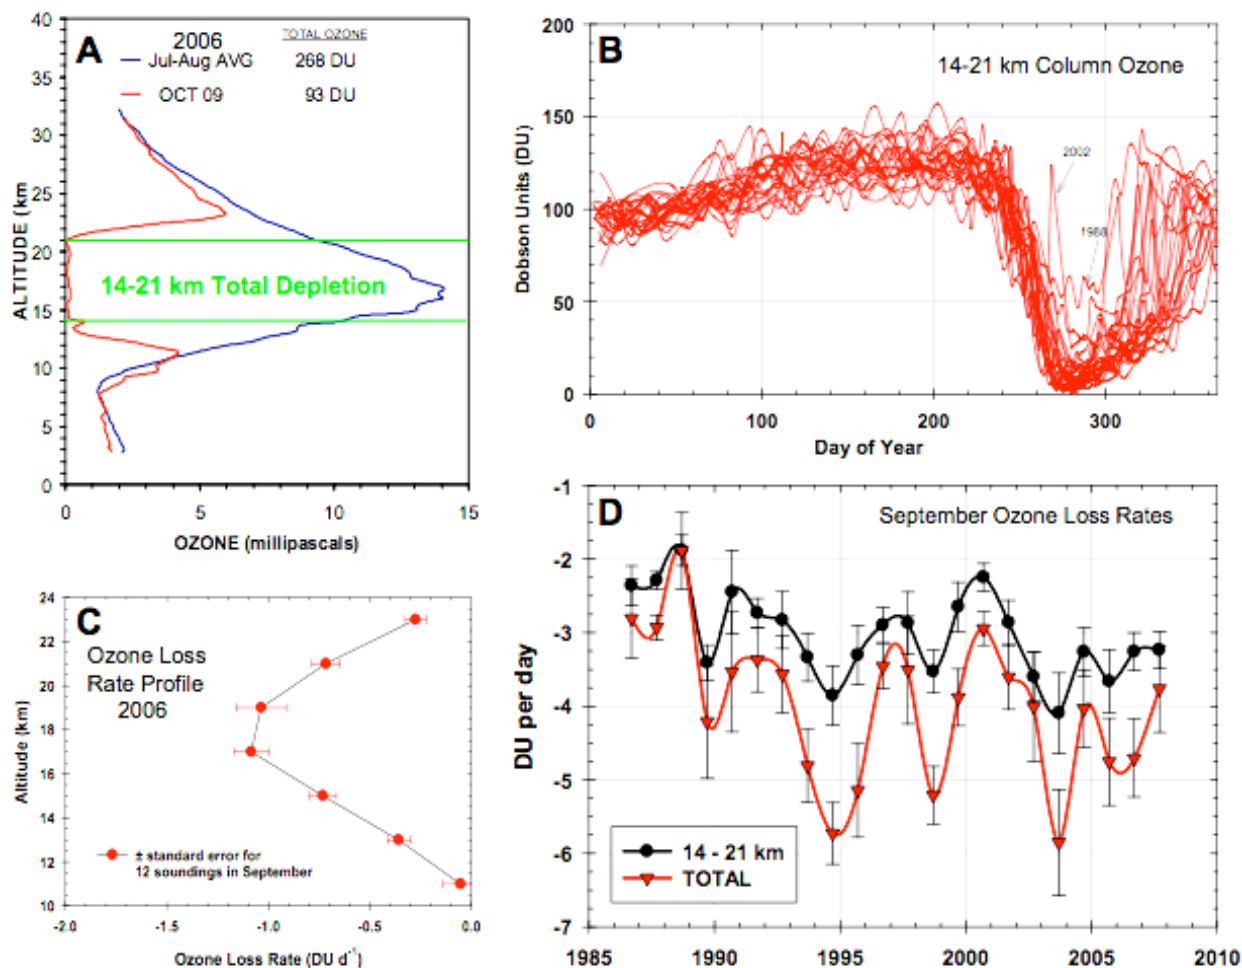 A
2006
TOTAL OZONE
Jul-Aug AVG 268 DU
OCT 09 93 DU
14-21 km Total Depletion
40
35
30
25
20
15
10
5
0
ALTITUDE (km)
0 5 10 15
OZONE (millipascals)
B
14-21 km Column Ozone
2002
1988
200
150
100
50
0
Dobson Units (DU)
0 100 200 300
Day of Year
C
Ozone Loss
Rate Profile
2006
± standard error for
12 soundings in September
24
22
20
18
16
14
12
10
Altitude (km)
-2.0 -1.5 -1.0 -0.5 0.0
Ozone Loss Rate (DU d⁻¹)
D
September Ozone Loss Rates
-1
-2
-3
-4
-5
-6
-7
DU per day
14 - 21 km
TOTAL
1985 1990 1995 2000 2005 2010